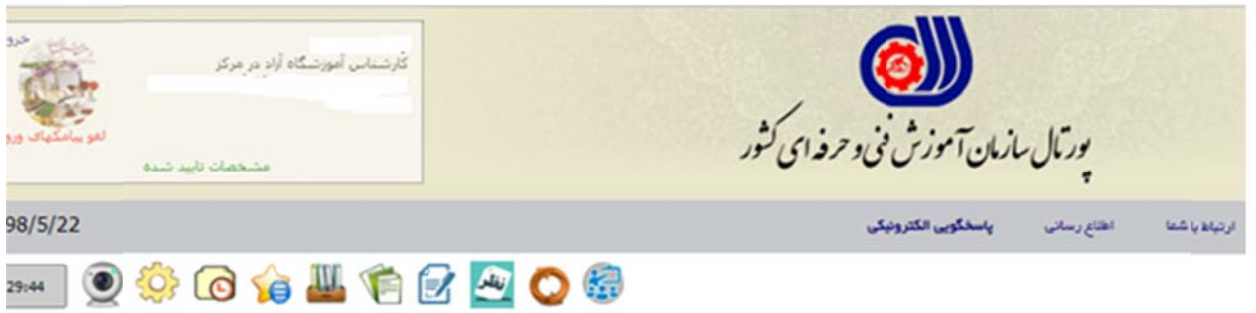 پورتال سازمان آموزش فنی و حرفه ای کشور
کارشناس آموزشگاه آزاد در مرکز
مشخصات تایید شده
لغو پیامکهای
ارتباط با شما
اطلاع رسانی
پاسخگویی الکترونیکی
98/5/22
نظر
29:44